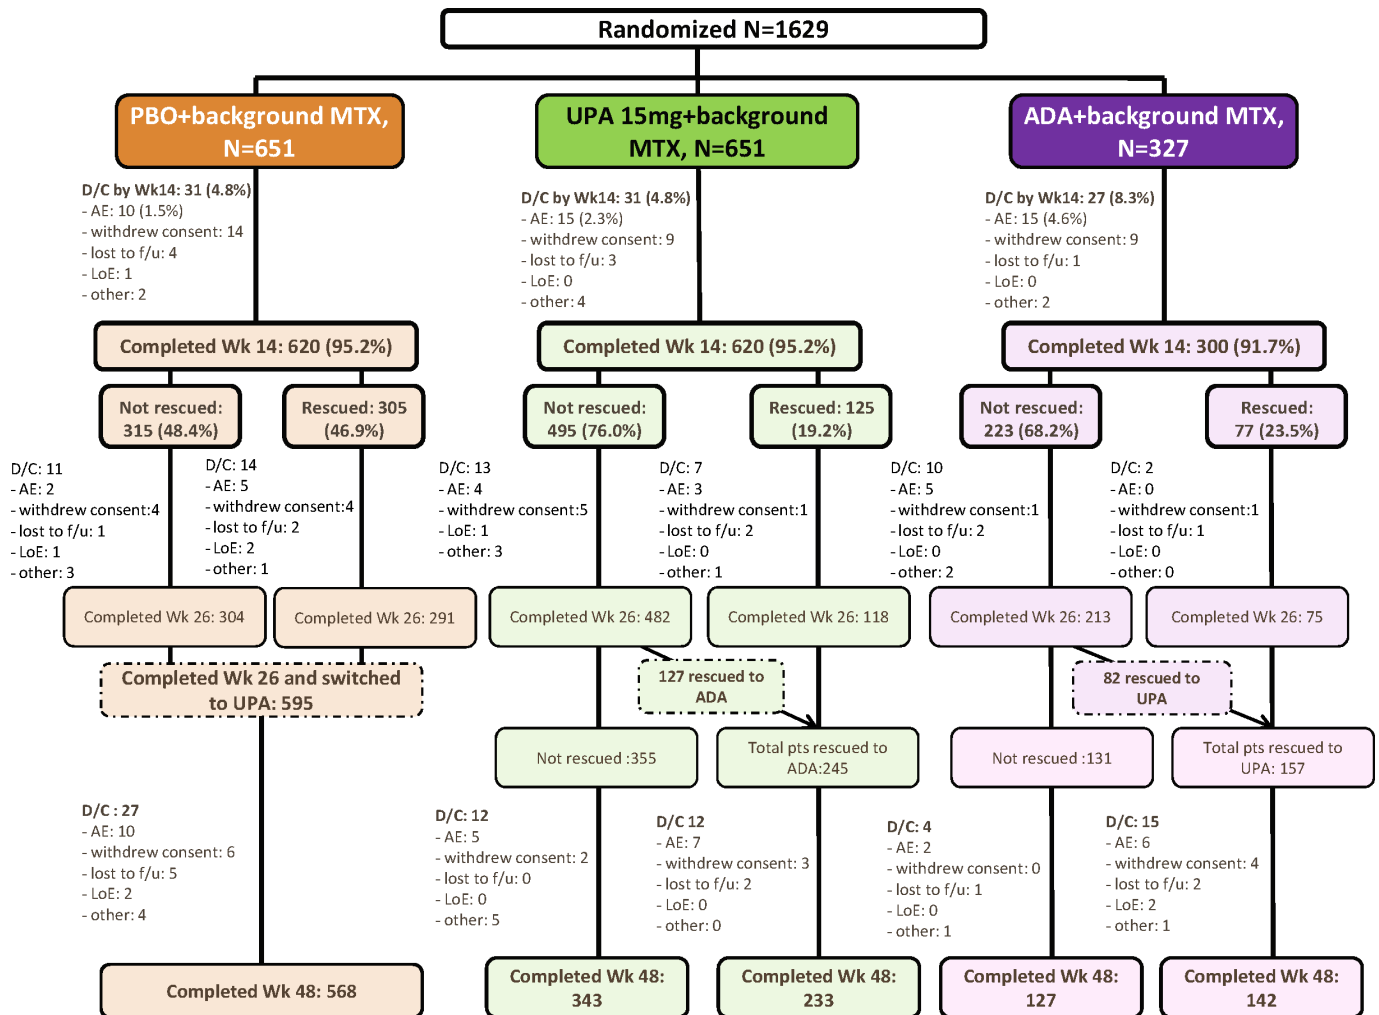 Randomized N=1629
PBO+background MTX,
N=651
D/C by Wk14: 31 (4.8%)
- AE: 10 (1.5%)
- withdrew consent: 14
- lost to f/u: 4
- LoE: 1
- other: 2
Completed Wk 14: 620 (95.2%)
Not rescued:
315 (48.4%)
Rescued: 305
(46.9%)
D/C: 11
- AE: 2
- withdrew consent:4
- lost to f/u: 1
- LoE: 1
- other: 3
D/C: 14
- AE: 5
- withdrew consent:4
- lost to f/u: 2
- LoE: 2
- other: 1
Completed Wk 26: 304
Completed Wk 26: 291
Completed Wk 26 and switched
to UPA: 595
D/C : 27
- AE: 10
- withdrew consent: 6
- lost to f/u: 5
- LoE: 2
- other: 4
Completed Wk 48: 568
UPA 15mg+background
MTX, N=651
D/C by Wk14: 31 (4.8%)
- AE: 15 (2.3%)
- withdrew consent: 9
- lost to f/u: 3
- LoE: 0
- other: 4
Completed Wk 14: 620 (95.2%)
Not rescued:
495 (76.0%)
Rescued: 125
(19.2%)
D/C: 13
- AE: 4
- withdrew consent:5
- LoE: 1
- other: 3
D/C: 7
- AE: 3
- withdrew consent:1
- lost to f/u: 2
- LoE: 0
- other: 1
Completed Wk 26: 482
Completed Wk 26: 118
127 rescued to
ADA
Not rescued :355
Total pts rescued to
ADA:245
D/C: 12
- AE: 5
- withdrew consent: 2
- lost to f/u: 0
- LoE: 0
- other: 5
D/C 12
- AE: 7
- withdrew consent: 3
- lost to f/u: 2
- LoE: 0
- other: 0
Completed Wk 48:
343
Completed Wk 48:
233
ADA+background MTX,
N=327
D/C by Wk14: 27 (8.3%)
- AE: 15 (4.6%)
- withdrew consent: 9
- lost to f/u: 1
- LoE: 0
- other: 2
Completed Wk 14: 300 (91.7%)
Not rescued:
223 (68.2%)
Rescued:
77 (23.5%)
D/C: 10
- AE: 5
- withdrew consent:1
- lost to f/u: 2
- LoE: 0
- other: 2
D/C: 2
- AE: 0
- withdrew consent:1
- lost to f/u: 1
- LoE: 0
- other: 0
Completed Wk 26: 213
Completed Wk 26: 75
82 rescued to
UPA
Not rescued :131
Total pts rescued to
UPA: 157
D/C: 4
- AE: 2
- withdrew consent: 0
- lost to f/u: 1
- LoE: 0
- other: 1
D/C: 15
- AE: 6
- withdrew consent: 4
- lost to f/u: 2
- LoE: 2
- other: 1
Completed Wk 48:
127
Completed Wk 48:
142